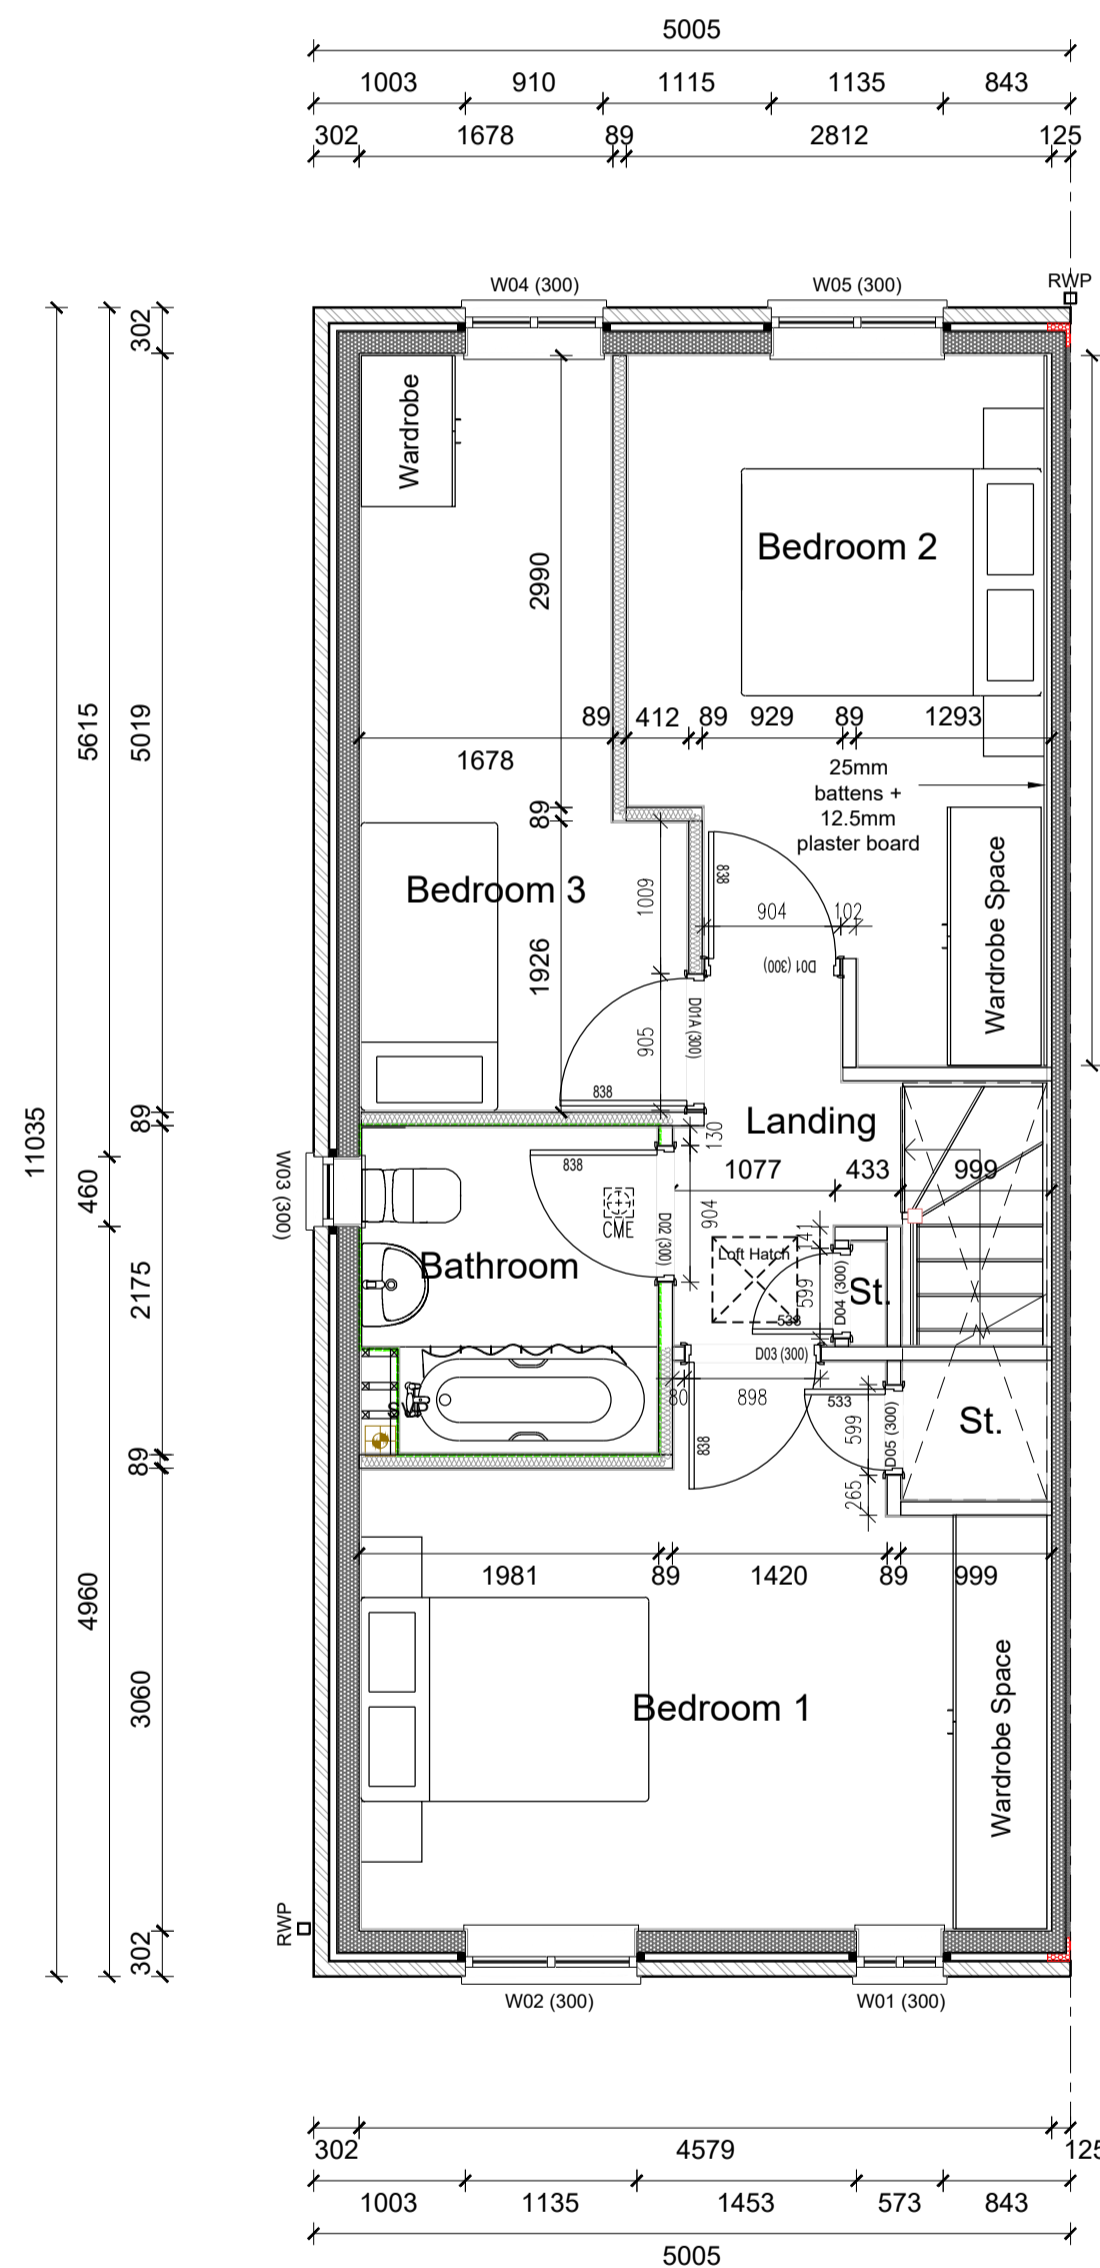 5005
1003 910 1115 1135 843
302 1678 89 2812 125
W04 (300) W05 (300) RWP
302
Wardrobe
Bedroom 2
2990
5615
5019
89 412 89 929 89 1293
1678
25mm
battens +
12.5mm
plaster board
89
838
Bedroom 3
1009
904 102
Wardrobe Space
1926
D01 (300)
D01A (300)
905
838
11035
89
Landing
130
W03 (300)
838
460
1077 433 999
CME
D02 (300)
904
141
Loft Hatch
Bathroom
599
D04 (300)
St.
2175
538
D03 (300)
80 898
533
St.
599
D05 (300)
838
89
265
1981 89 1420 89 999
4960
3060
Bedroom 1
Wardrobe Space
RWP
302
W02 (300) W01 (300)
302 4579 125
1003 1135 1453 573 843
5005